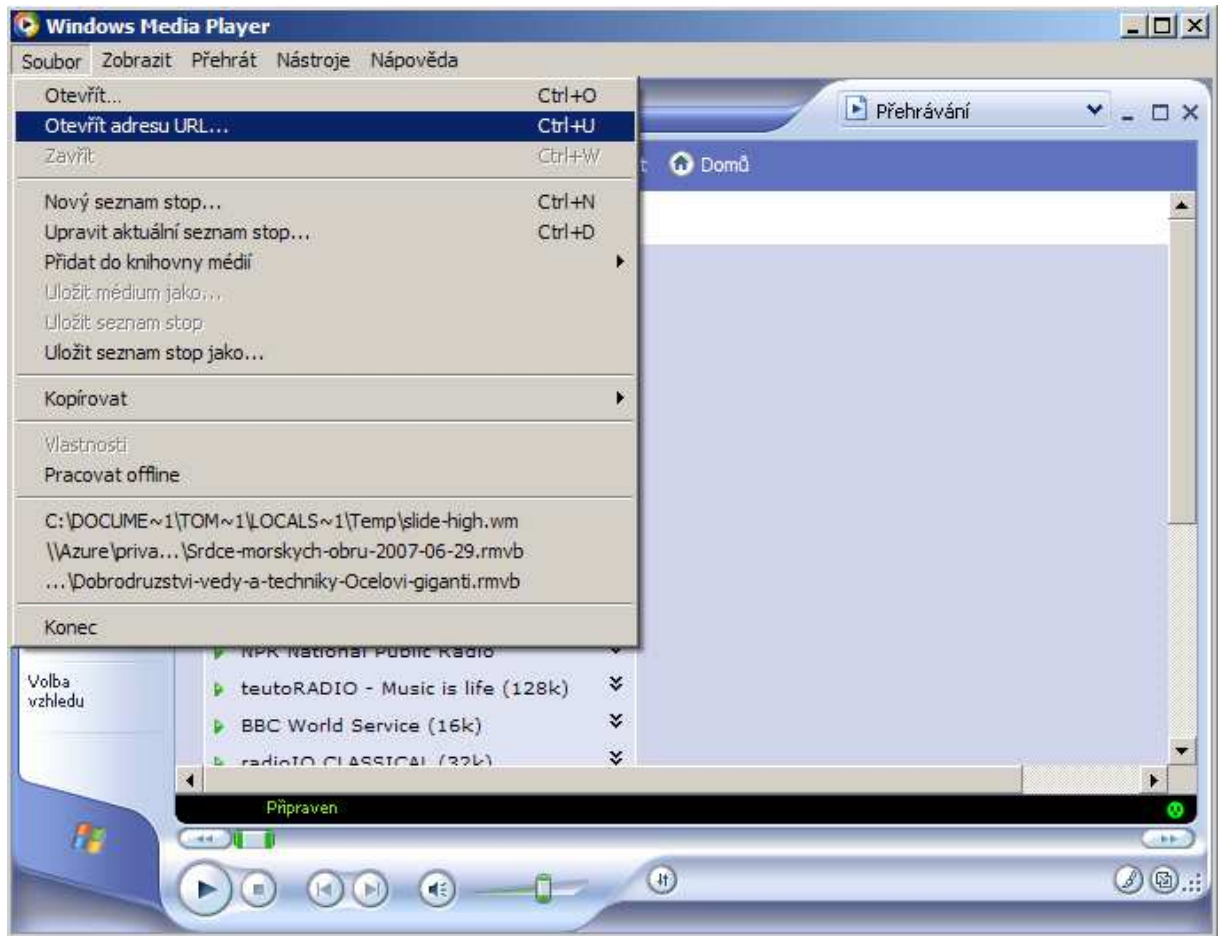 Windows Media Player
Soubor Zobrazit Přehrát Nástroje Nápověda
Otevřít... Ctrl+O
Otevřít adresu URL... Ctrl+U
Zavřít Ctrl+W
Nový seznam stop... Ctrl+N
Upravit aktuální seznam stop... Ctrl+D
Přidat do knihovny médií
Uložit médium jako...
Uložit seznam stop
Uložit seznam stop jako...
Kopírovat
Vlastnosti
Pracovat offline
C:\DOCUME~1\TOM~1\LOCALS~1\Temp\slide-high.wm
\\Azure\priva...\Srdce-morskych-obru-2007-06-29.rmvb
...\Dobrodruzstvi-vedy-a-techniky-Ocelovi-giganti.rmvb
Konec
Přehrávání
Domů
NPR National Public Radio
teutoRADIO - Music is life (128k)
BBC World Service (16k)
radioIO CLASSICAL (32k)
Volba
vzhledu
Připraven